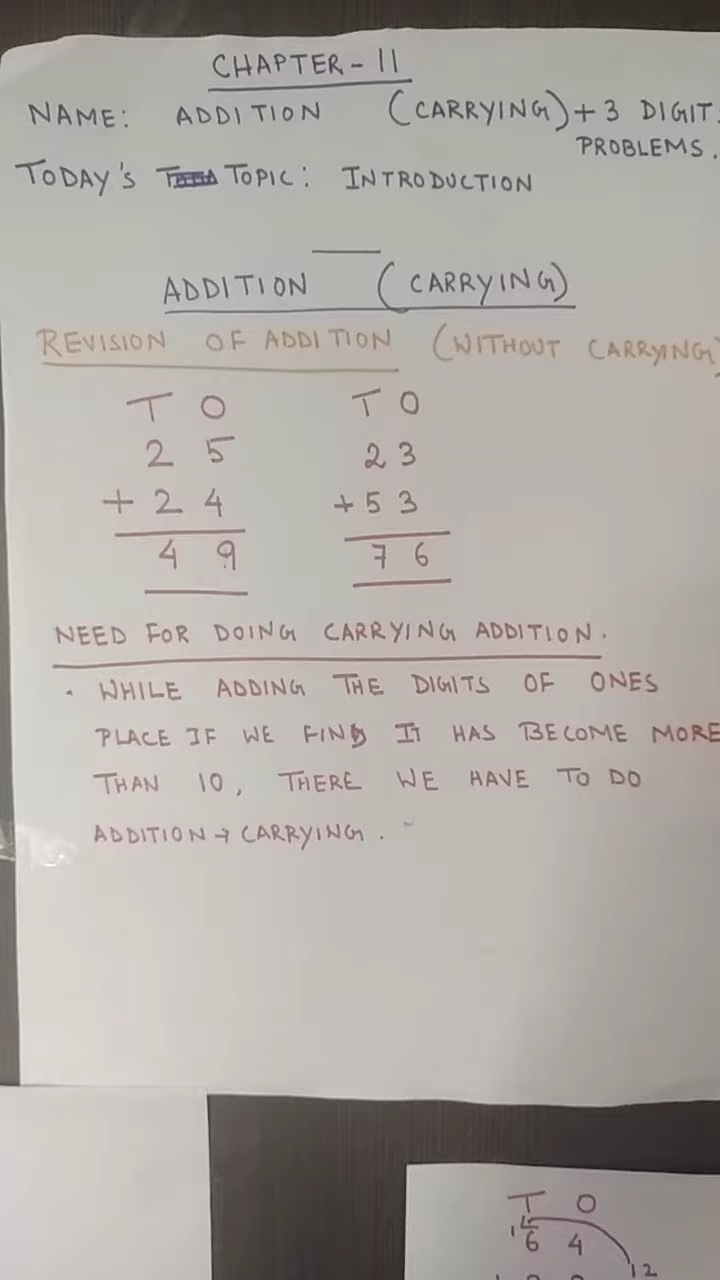 CHAPTER - 11
NAME: ADDITION (CARRYING) + 3 DIGIT
PROBLEMS.
TODAY'S TOPIC: INTRODUCTION
ADDITION (CARRYING)
REVISION OF ADDITION (WITHOUT CARRYING)
T O T O
2 5 2 3
+ 2 4 + 5 3
4 9 7 6
NEED FOR DOING CARRYING ADDITION.
• WHILE ADDING THE DIGITS OF ONES
PLACE IF WE FIND IT HAS BECOME MORE
THAN 10, THERE WE HAVE TO DO
ADDITION → CARRYING.
T O
1
6 4
12